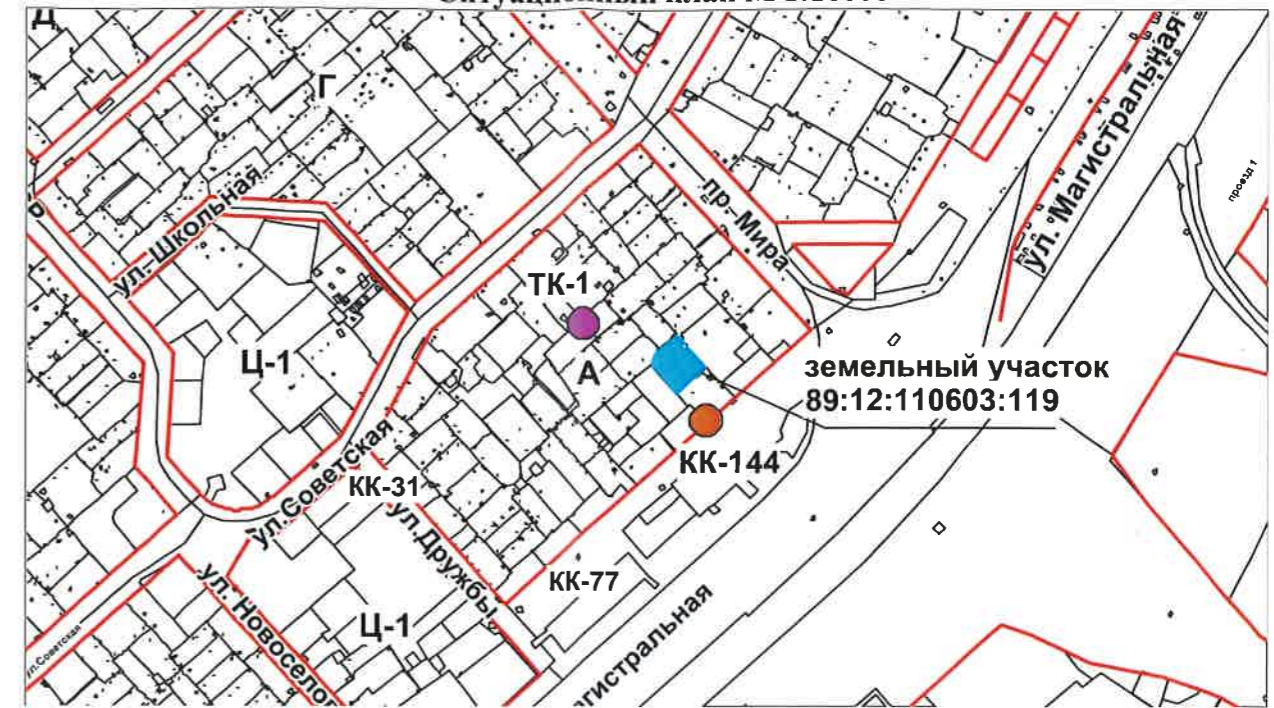 Д
Г
ул. Магистральная
проезд 1
ул. Школьная
пр-Мира
ТК-1
Ц-1
А
земельный участок
89:12:110603:119
КК-144
ул.Советская
КК-31
ул.Дружбы
КК-77
ул. Новоселов
Ц-1
ул.Советская
агистральная